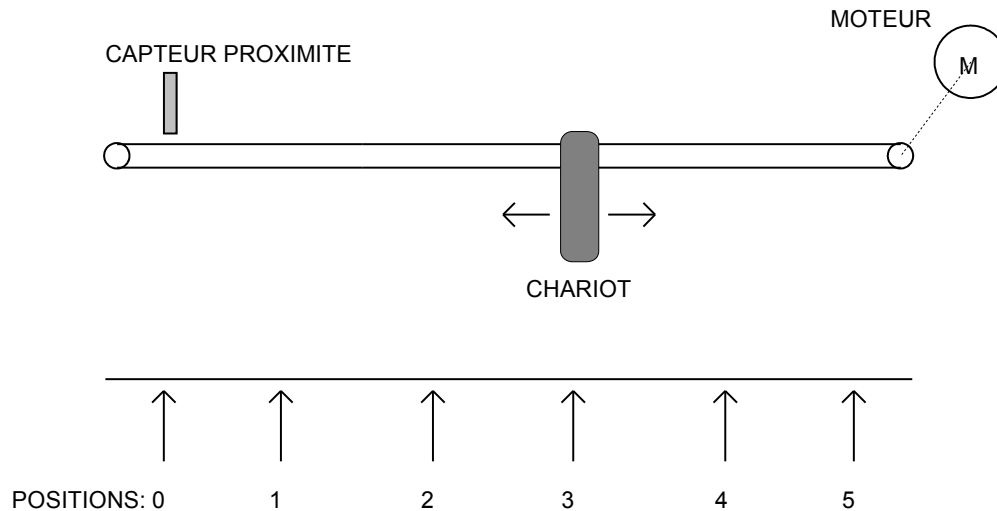 MOTEUR
CAPTEUR PROXIMITE
M
CHARIOT
POSITIONS: 0 1 2 3 4 5